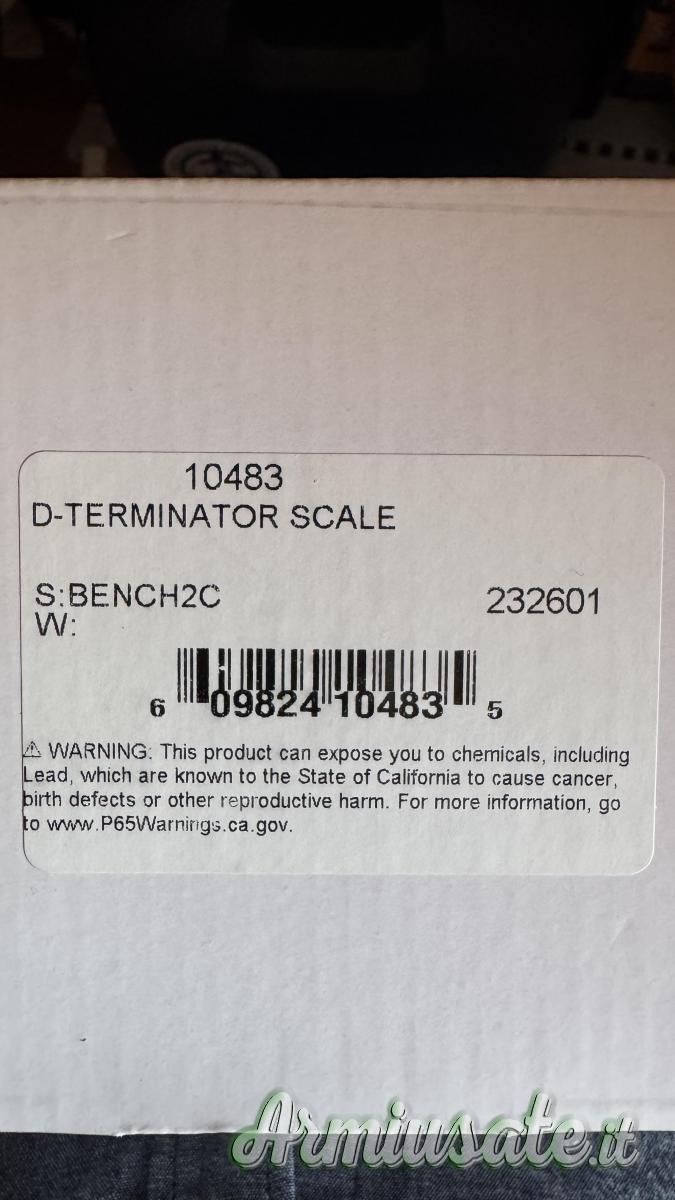 10483
D-TERMINATOR SCALE
S:BENCH2C 232601
W:
6 09824 10483 5
⚠ WARNING: This product can expose you to chemicals, including
Lead, which are known to the State of California to cause cancer,
birth defects or other reproductive harm. For more information, go
to www.P65Warnings.ca.gov.
Armiusate.it